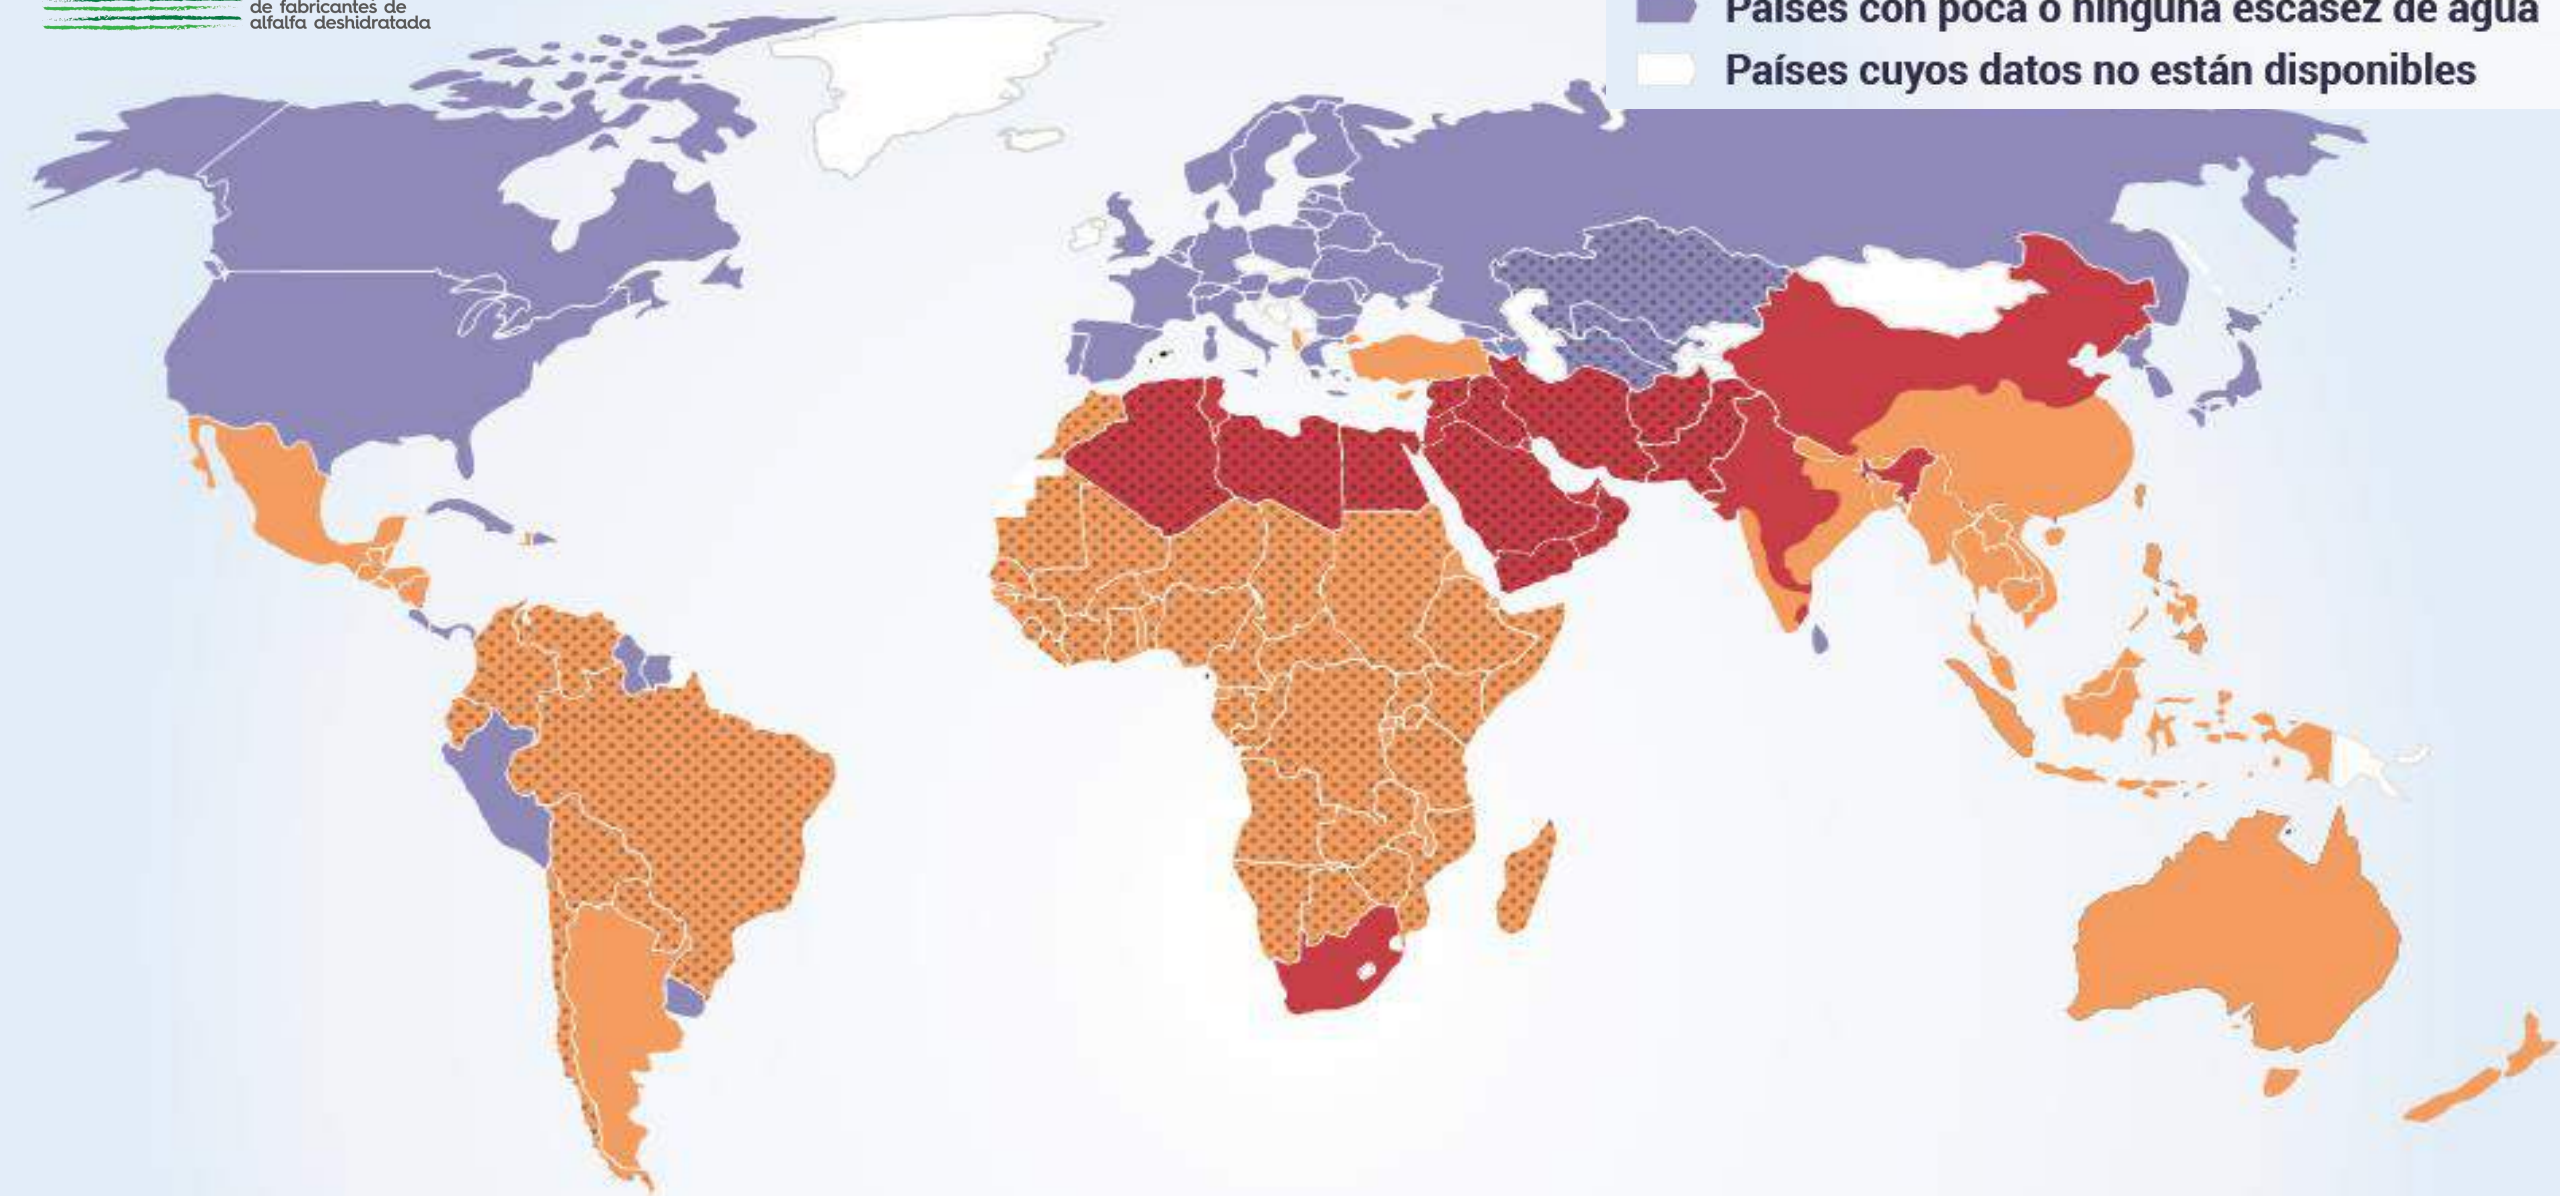 de fabricantes de
alfalfa deshidratada
Países con poca o ninguna escasez de agua
Países cuyos datos no están disponibles